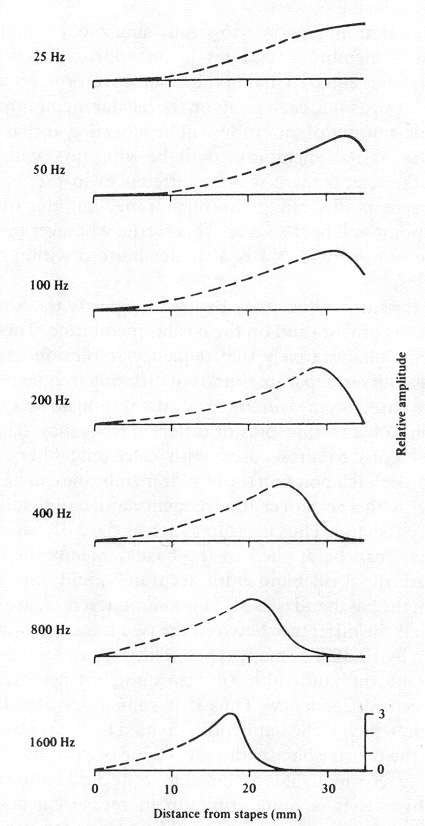 25 Hz
50 Hz
100 Hz
200 Hz
Relative amplitude
400 Hz
800 Hz
1600 Hz
3
0
0 10 20 30
Distance from stapes (mm)